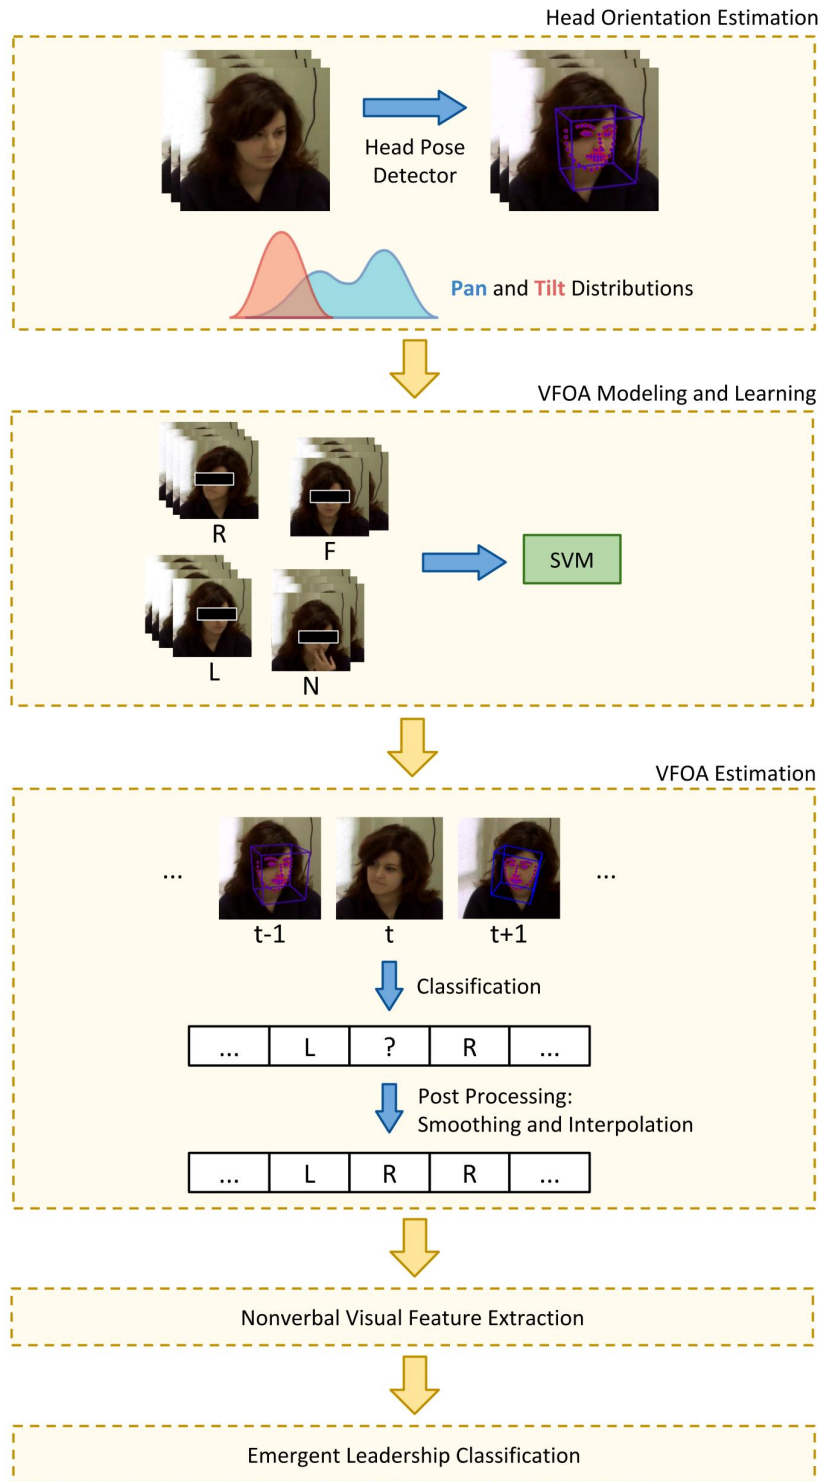 Head Orientation Estimation
Head Pose
Detector
Pan and Tilt Distributions
VFOA Modeling and Learning
R
F
SVM
L
N
VFOA Estimation
...
...
t-1
t
t+1
Classification
... L ? R ...
Post Processing:
Smoothing and Interpolation
... L R R ...
Nonverbal Visual Feature Extraction
Emergent Leadership Classification